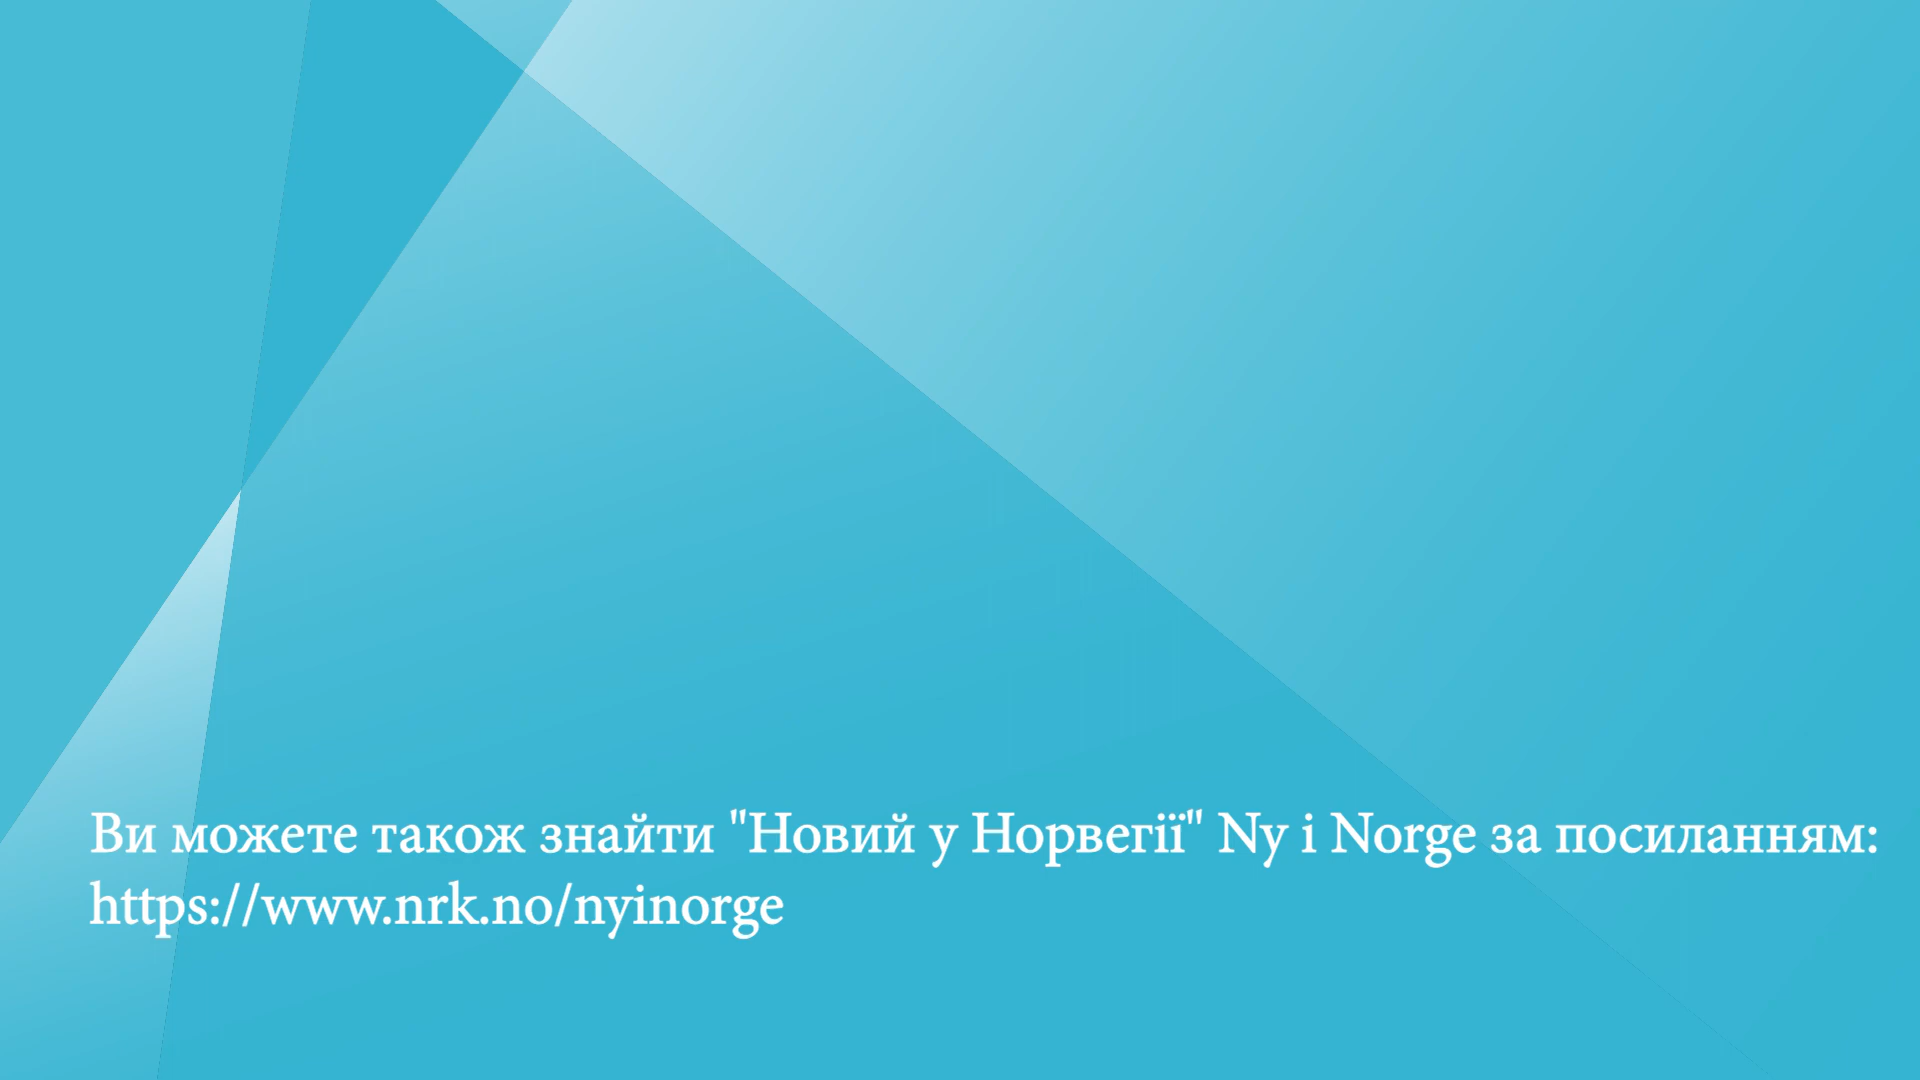 Ви можете також знайти "Новий у Норвегії" Ny i Norge за посиланням:
https://www.nrk.no/nyinorge